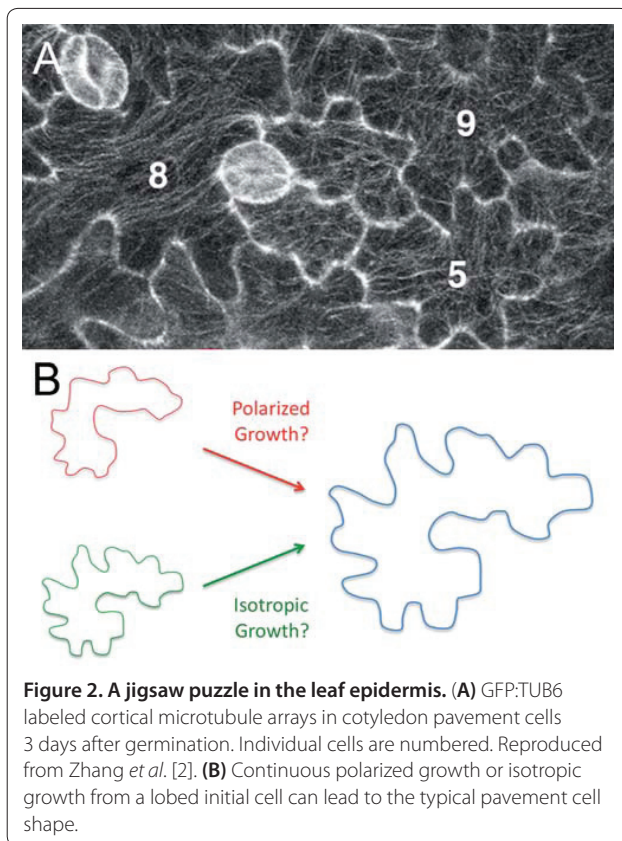 A
9
8
5
B
Polarized
Growth?
Isotropic
Growth?
Figure 2. A jigsaw puzzle in the leaf epidermis. (A) GFP:TUB6
labeled cortical microtubule arrays in cotyledon pavement cells
3 days after germination. Individual cells are numbered. Reproduced
from Zhang et al. [2]. (B) Continuous polarized growth or isotropic
growth from a lobed initial cell can lead to the typical pavement cell
shape.